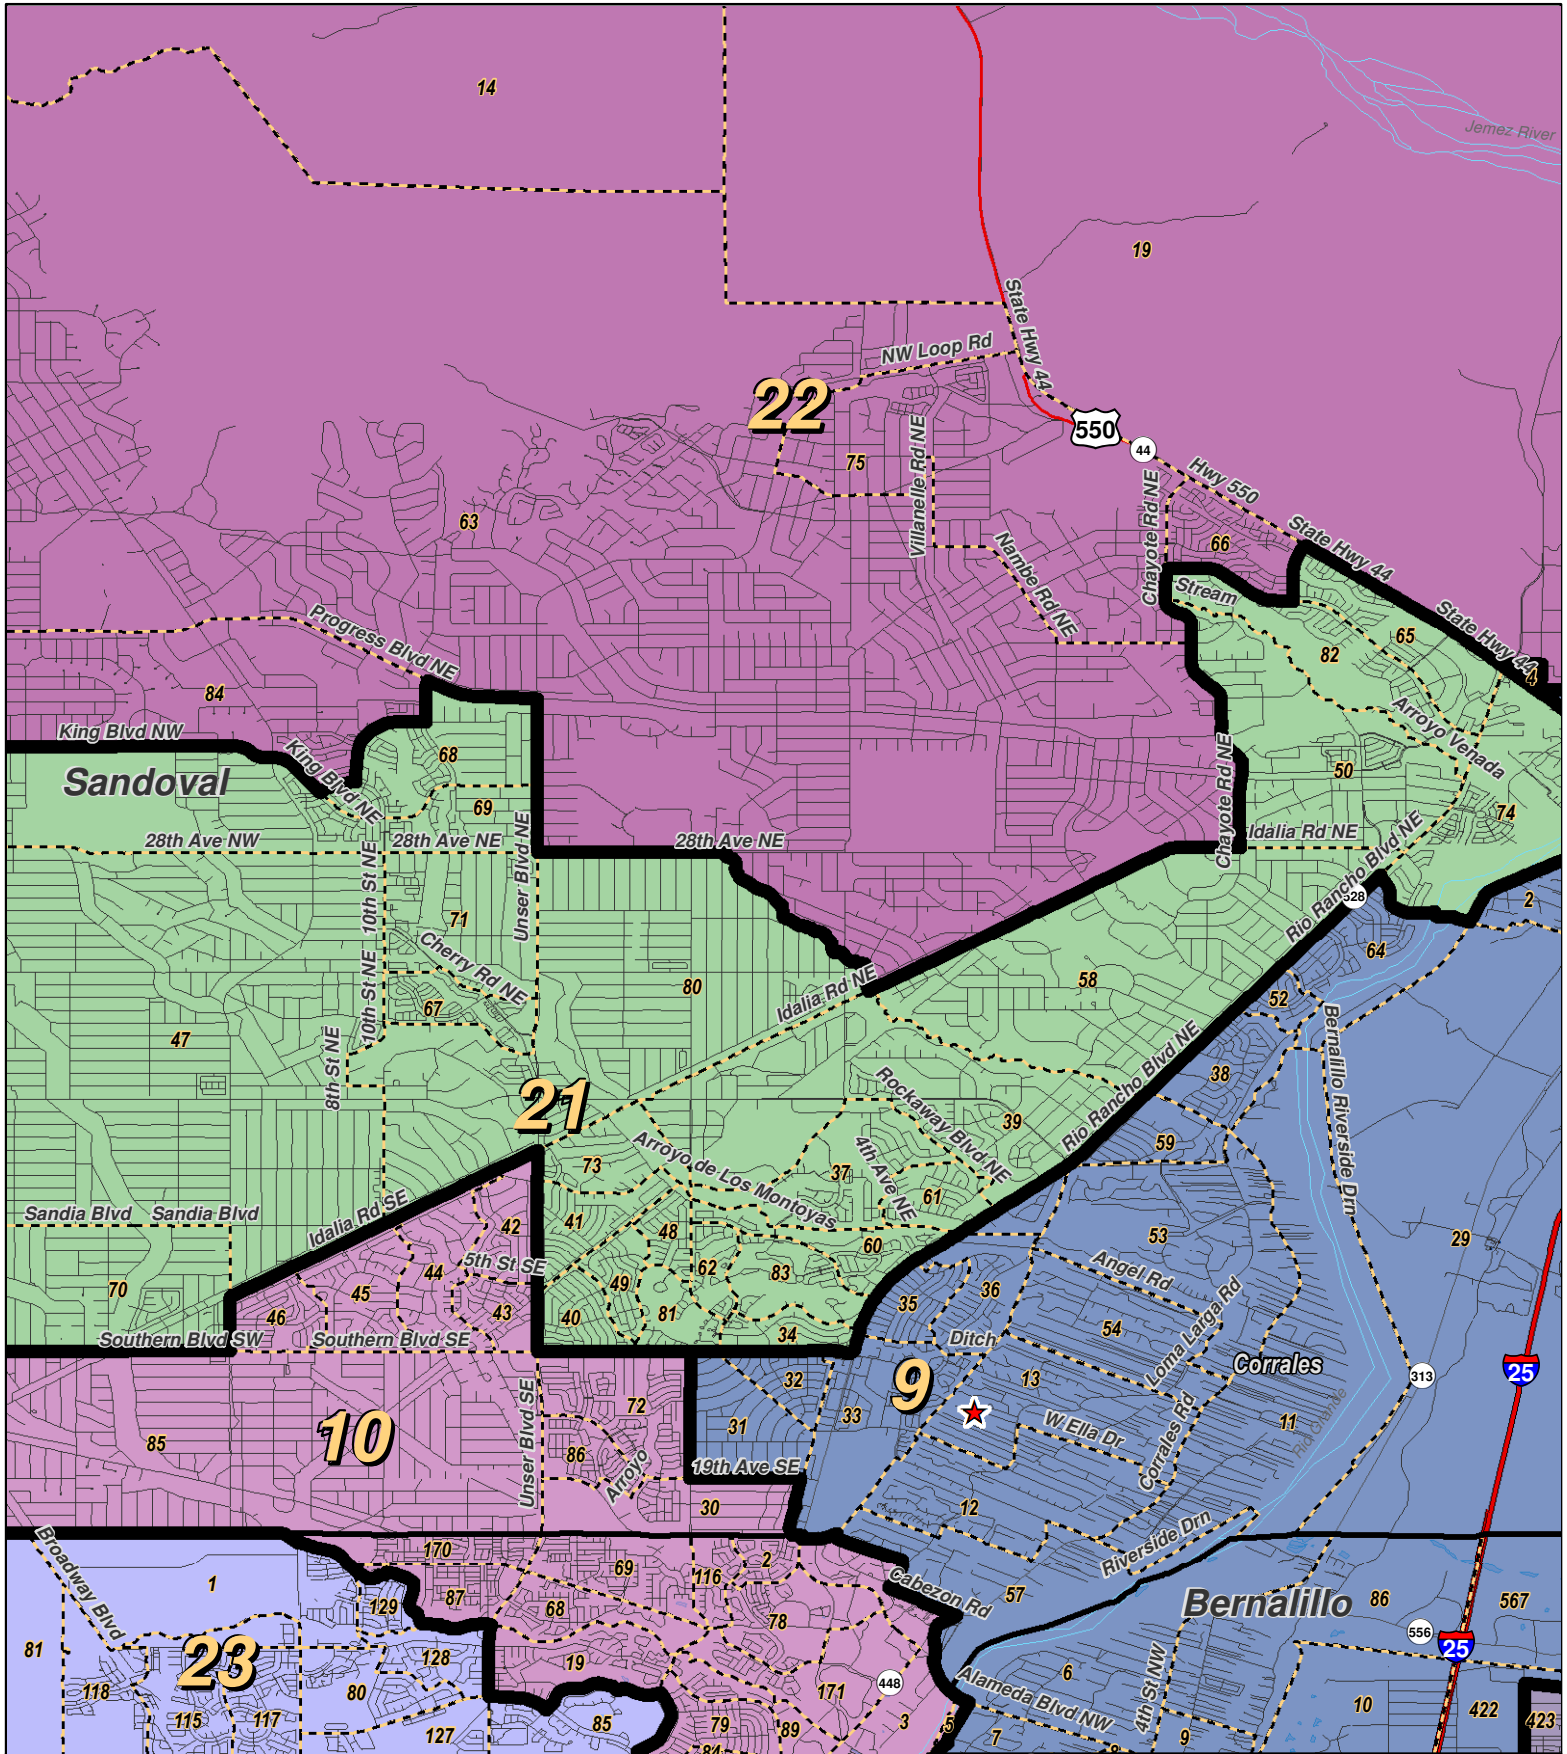 14
Jemez River
19
State Hwy 44
NW Loop Rd
22
550
44
75
Villanelle Rd NE
Hwy 550
63
Chayote Rd NE
State Hwy 44
66
Nambe Rd NE
Stream
State Hwy 44
65
82
4
Progress Blvd NE
84
King Blvd NW
Arroyo Venada
King Blvd NE
68
Sandoval
50
Chayote Rd NE
69
74
28th Ave NW
28th Ave NE
28th Ave NE
Idalia Rd NE
Unser Blvd NE
10th St NE
Rio Rancho Blvd NE
528
2
71
64
Cherry Rd NE
10th St NE
80
58
Idalia Rd NE
52
67
47
8th St NE
Bernalillo Riverside Drn
38
21
Rockaway Blvd NE
Rio Rancho Blvd NE
39
59
Arroyo de Los Montoyas
73
4th Ave NE
37
61
Sandia Blvd
Sandia Blvd
Idalia Rd SE
42
41
48
60
53
29
5th St SE
44
62
83
Angel Rd
70
45
49
36
46
43
40
81
35
54
Loma Larga Rd
34
Southern Blvd SW
Southern Blvd SE
Ditch
Corrales
9
32
13
313
25
72
31
33
Unser Blvd SE
10
85
W Ella Dr
11
Rio Grande
86
Arroyo
19th Ave SE
Corrales Rd
30
12
Riverside Drn
Broadway Blvd
170
69
116
2
Cabezon Rd
1
129
87
68
78
57
Bernalillo
86
567
556
25
81
23
128
19
118
80
171
448
6
Alameda Blvd NW
4th St NW
10
422
423
115
117
127
85
79
89
3
5
7
8
9
84